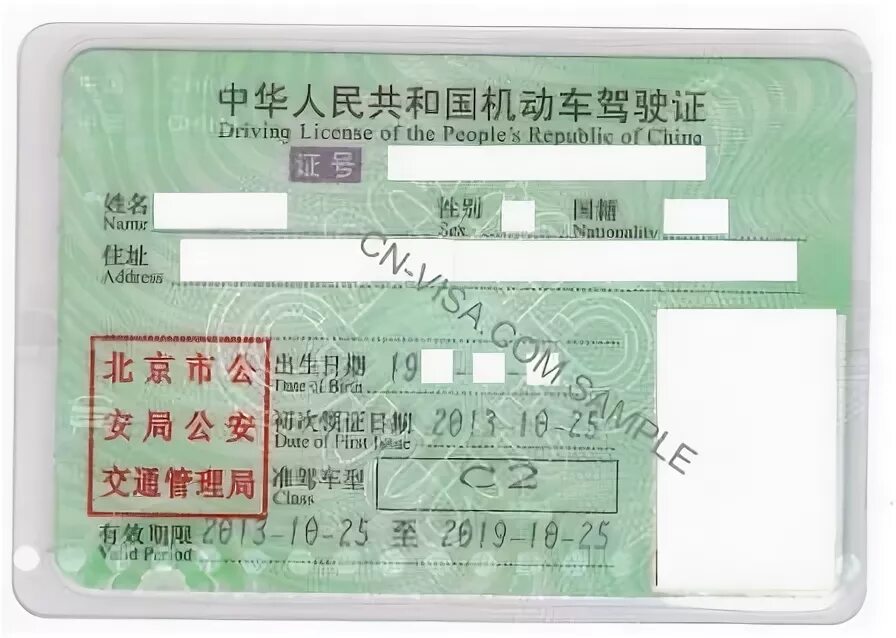 中华人民共和国机动车驾驶证
Driving License of the People's Republic of China
证号
姓名 性别 国籍
Name Sex Nationality
住址
Address
CN-VISA.COM SAMPLE
北京市公
安局公安
交通管理局
出生日期 19 - -
Date of Birth
初次领证日期 2013-10-25
Date of First Issue
准驾车型 C2
Class
有效期限 2013-10-25 至 2019-10-25
Valid Period